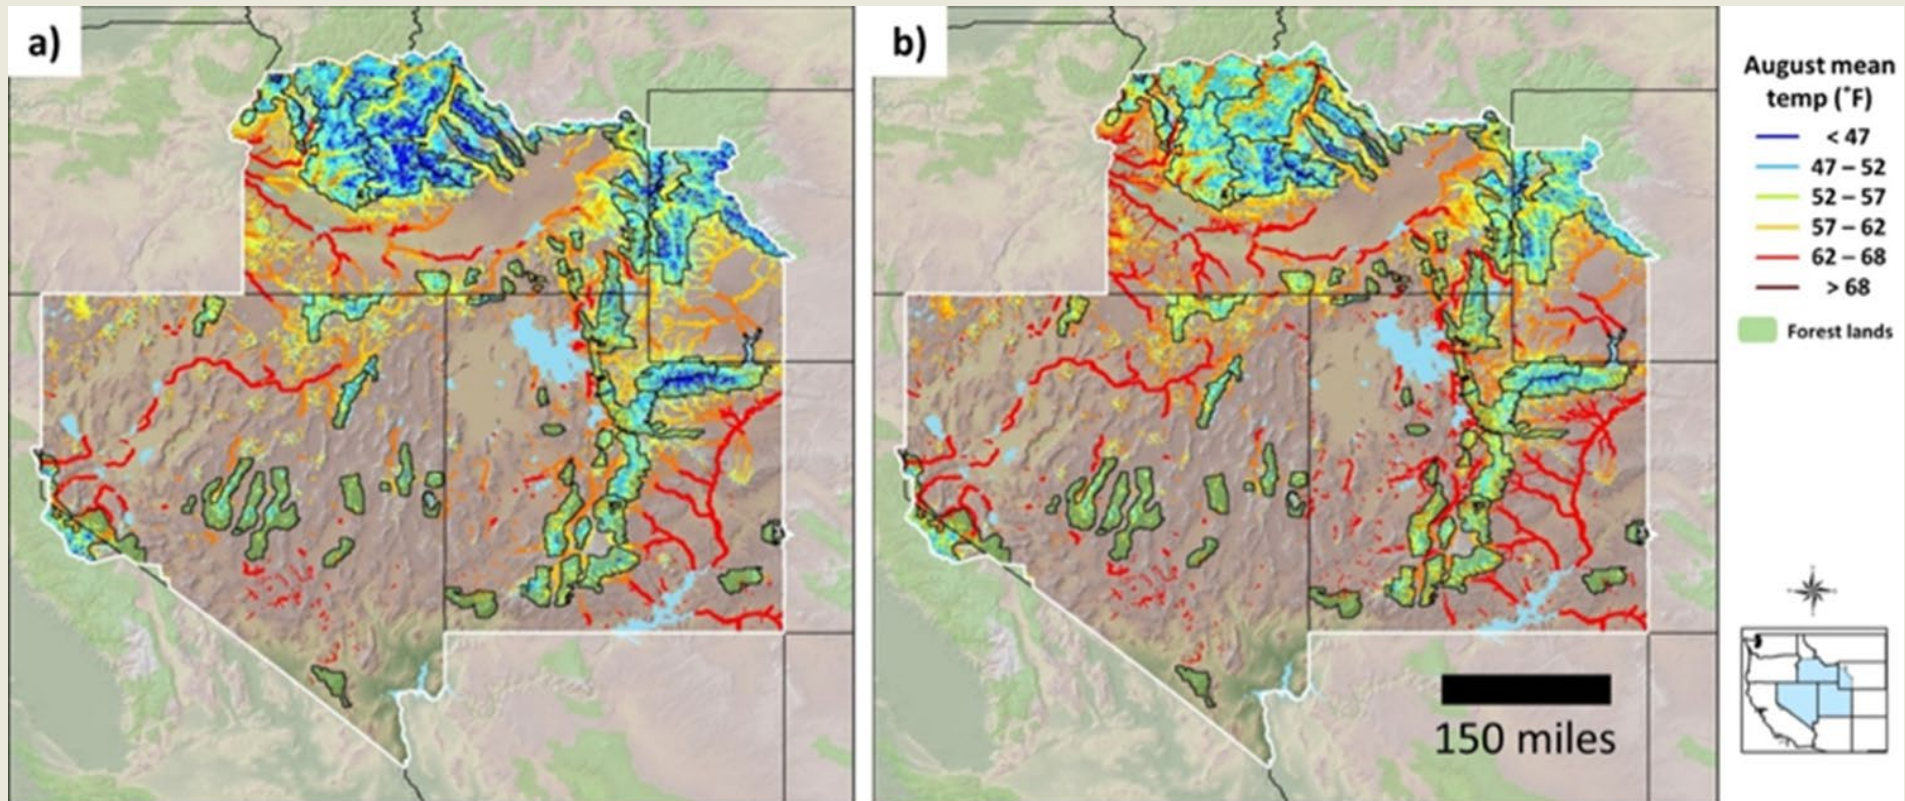 a)
b)
August mean
temp (˚F)
< 47
47 – 52
52 – 57
57 – 62
62 – 68
> 68
Forest lands
150 miles